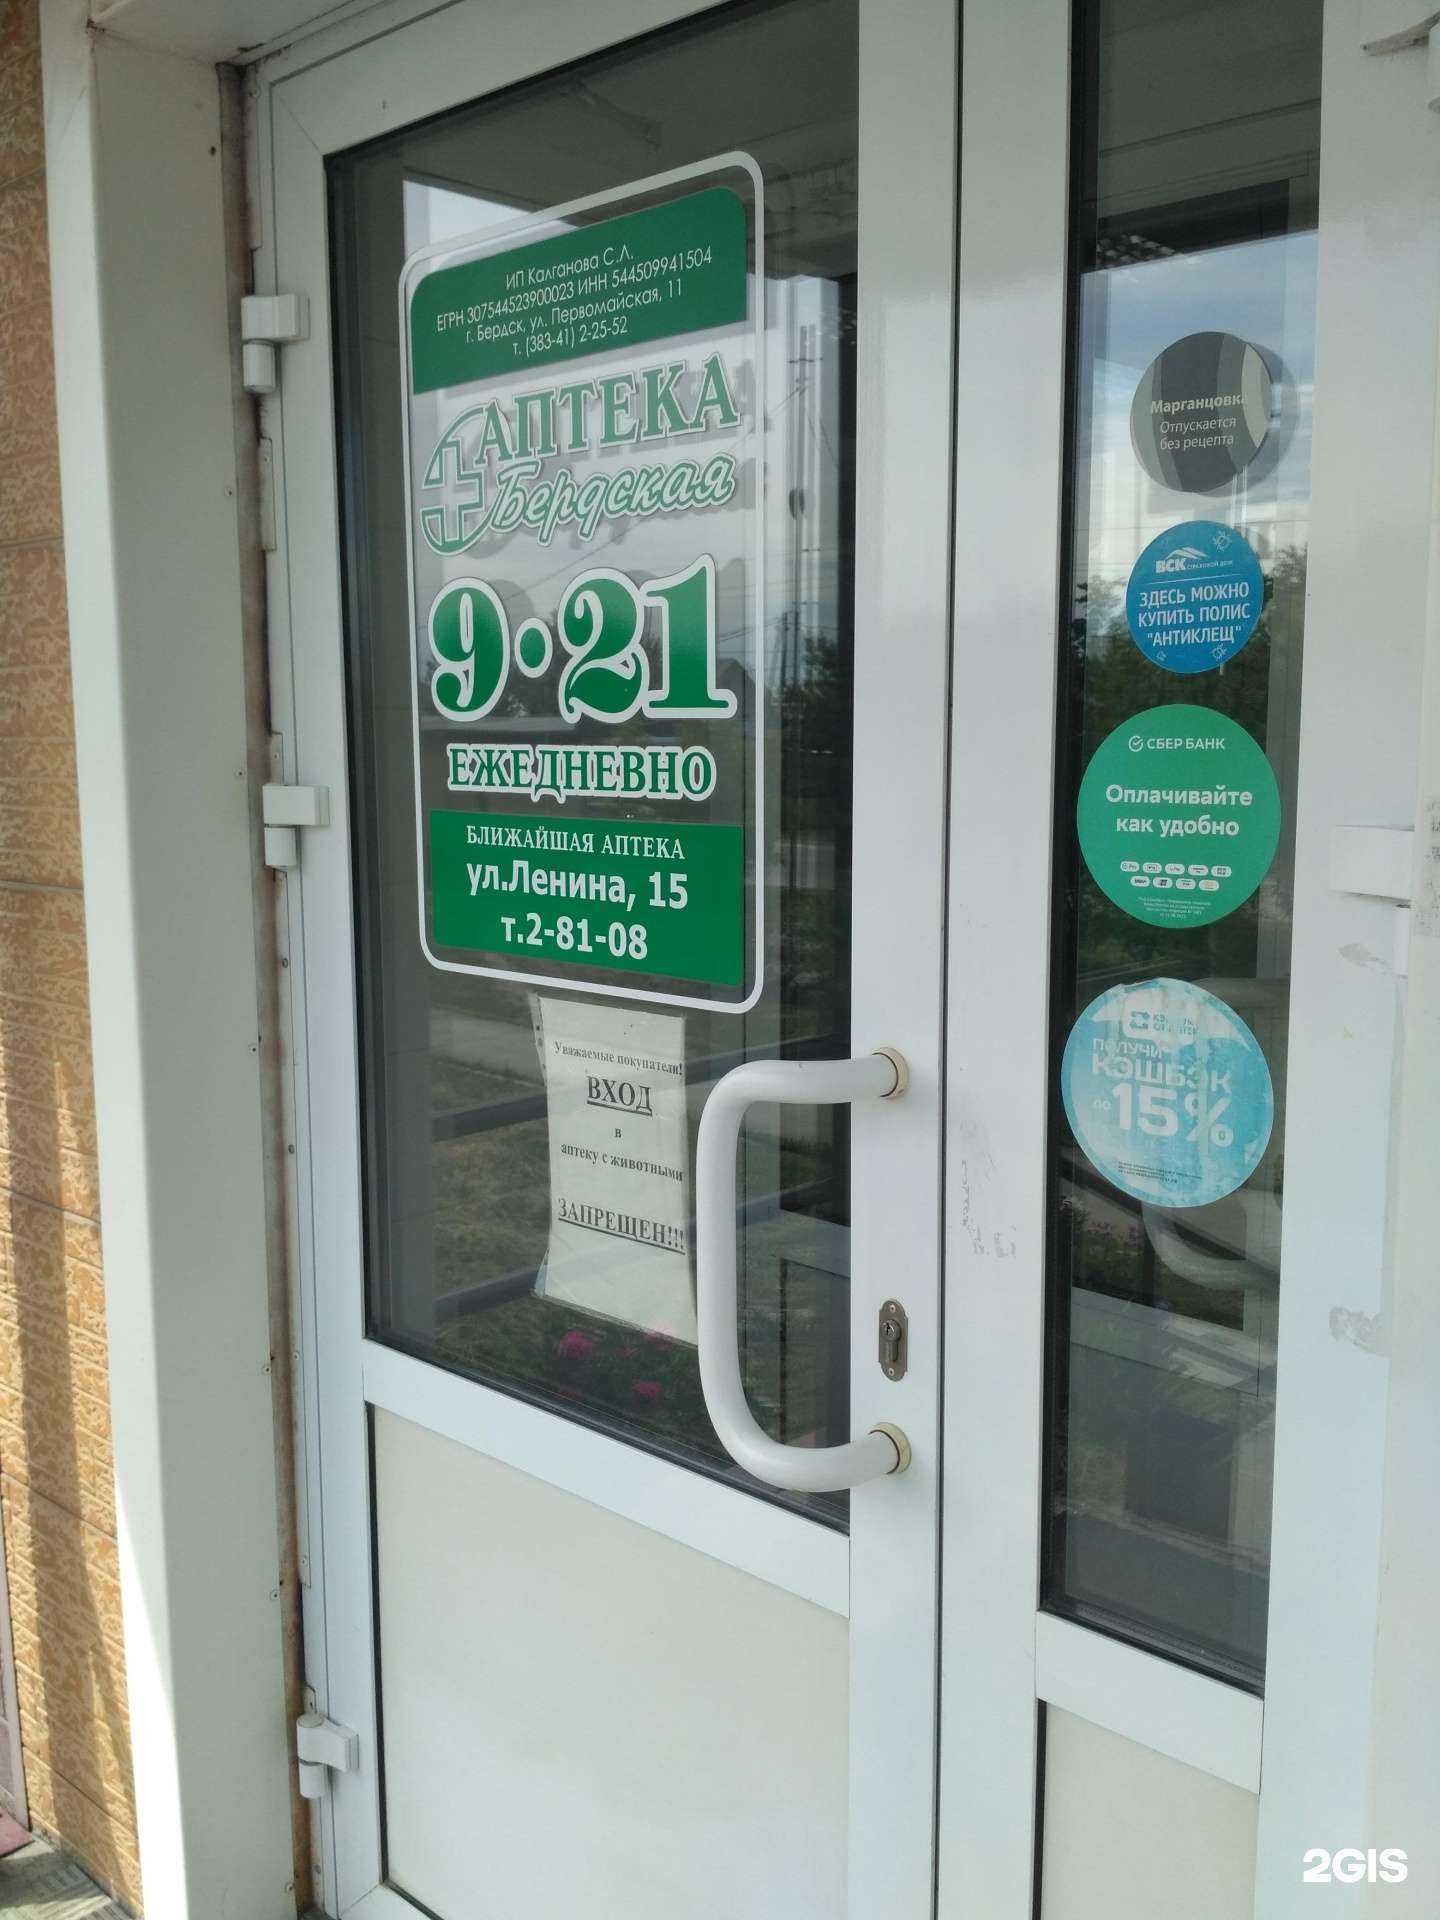 ИП Калганова С.Л.
ЕГРН 307544523900023 ИНН 544509941504
г. Бердск, ул. Первомайская, 11
т. (383-41) 2-25-52
АПТЕКА
Бердская
9•21
ЕЖЕДНЕВНО
БЛИЖАЙШАЯ АПТЕКА
ул.Ленина, 15
т.2-81-08
Уважаемые покупатели!
ВХОД
в
аптеку с животными
ЗАПРЕЩЕН!!!
Марганцовка
Отпускается
без рецепта
ВСК СТРАХОВОЙ ДОМ
ЗДЕСЬ МОЖНО
КУПИТЬ ПОЛИС
"АНТИКЛЕЩ"
СБЕР БАНК
Оплачивайте
как удобно
ПОЛУЧИ
КЭШБЭК
до 15%
2GIS